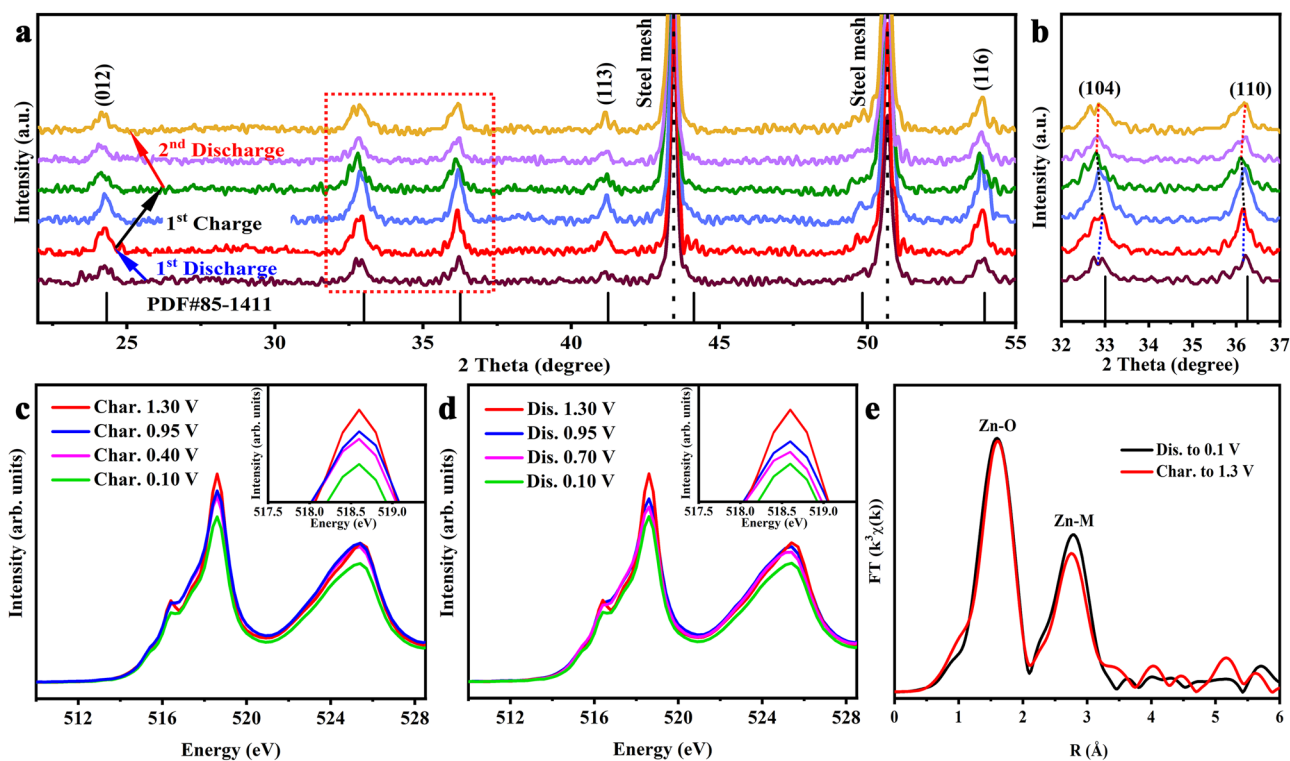 a
Intensity (a.u.)
(012)
(113)
Steel mesh
Steel mesh
(116)
2nd Discharge
1st Charge
1st Discharge
PDF#85-1411
25 30 35 40 45 50 55
2 Theta (degree)
b
Intensity (a.u.)
(104)
(110)
32 33 34 35 36 37
2 Theta (degree)
c
Intensity (arb. units)
Char. 1.30 V
Char. 0.95 V
Char. 0.40 V
Char. 0.10 V
Intensity (arb. units)
517.5 518.0 518.5 519.0
Energy (eV)
512 516 520 524 528
Energy (eV)
d
Intensity (arb. units)
Dis. 1.30 V
Dis. 0.95 V
Dis. 0.70 V
Dis. 0.10 V
Intensity (arb. units)
517.5 518.0 518.5 519.0
Energy (eV)
512 516 520 524 528
Energy (eV)
e
FT (k³χ(k))
Zn-O
Zn-M
Dis. to 0.1 V
Char. to 1.3 V
0 1 2 3 4 5 6
R (Å)